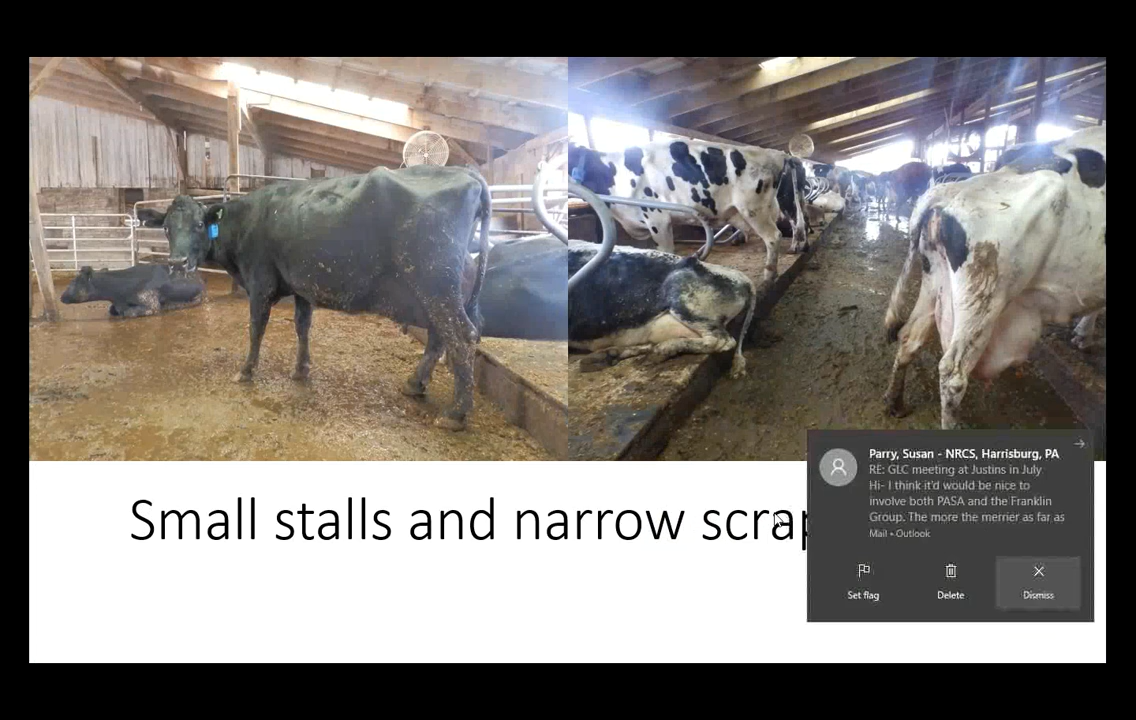 Small stalls and narrow scrap
Parry, Susan - NRCS, Harrisburg, PA
RE: GLC meeting at Justins in July
Hi- I think it'd would be nice to
involve both PASA and the Franklin
Group. The more the merrier as far as
Mail • Outlook
Set flag
Delete
Dismiss